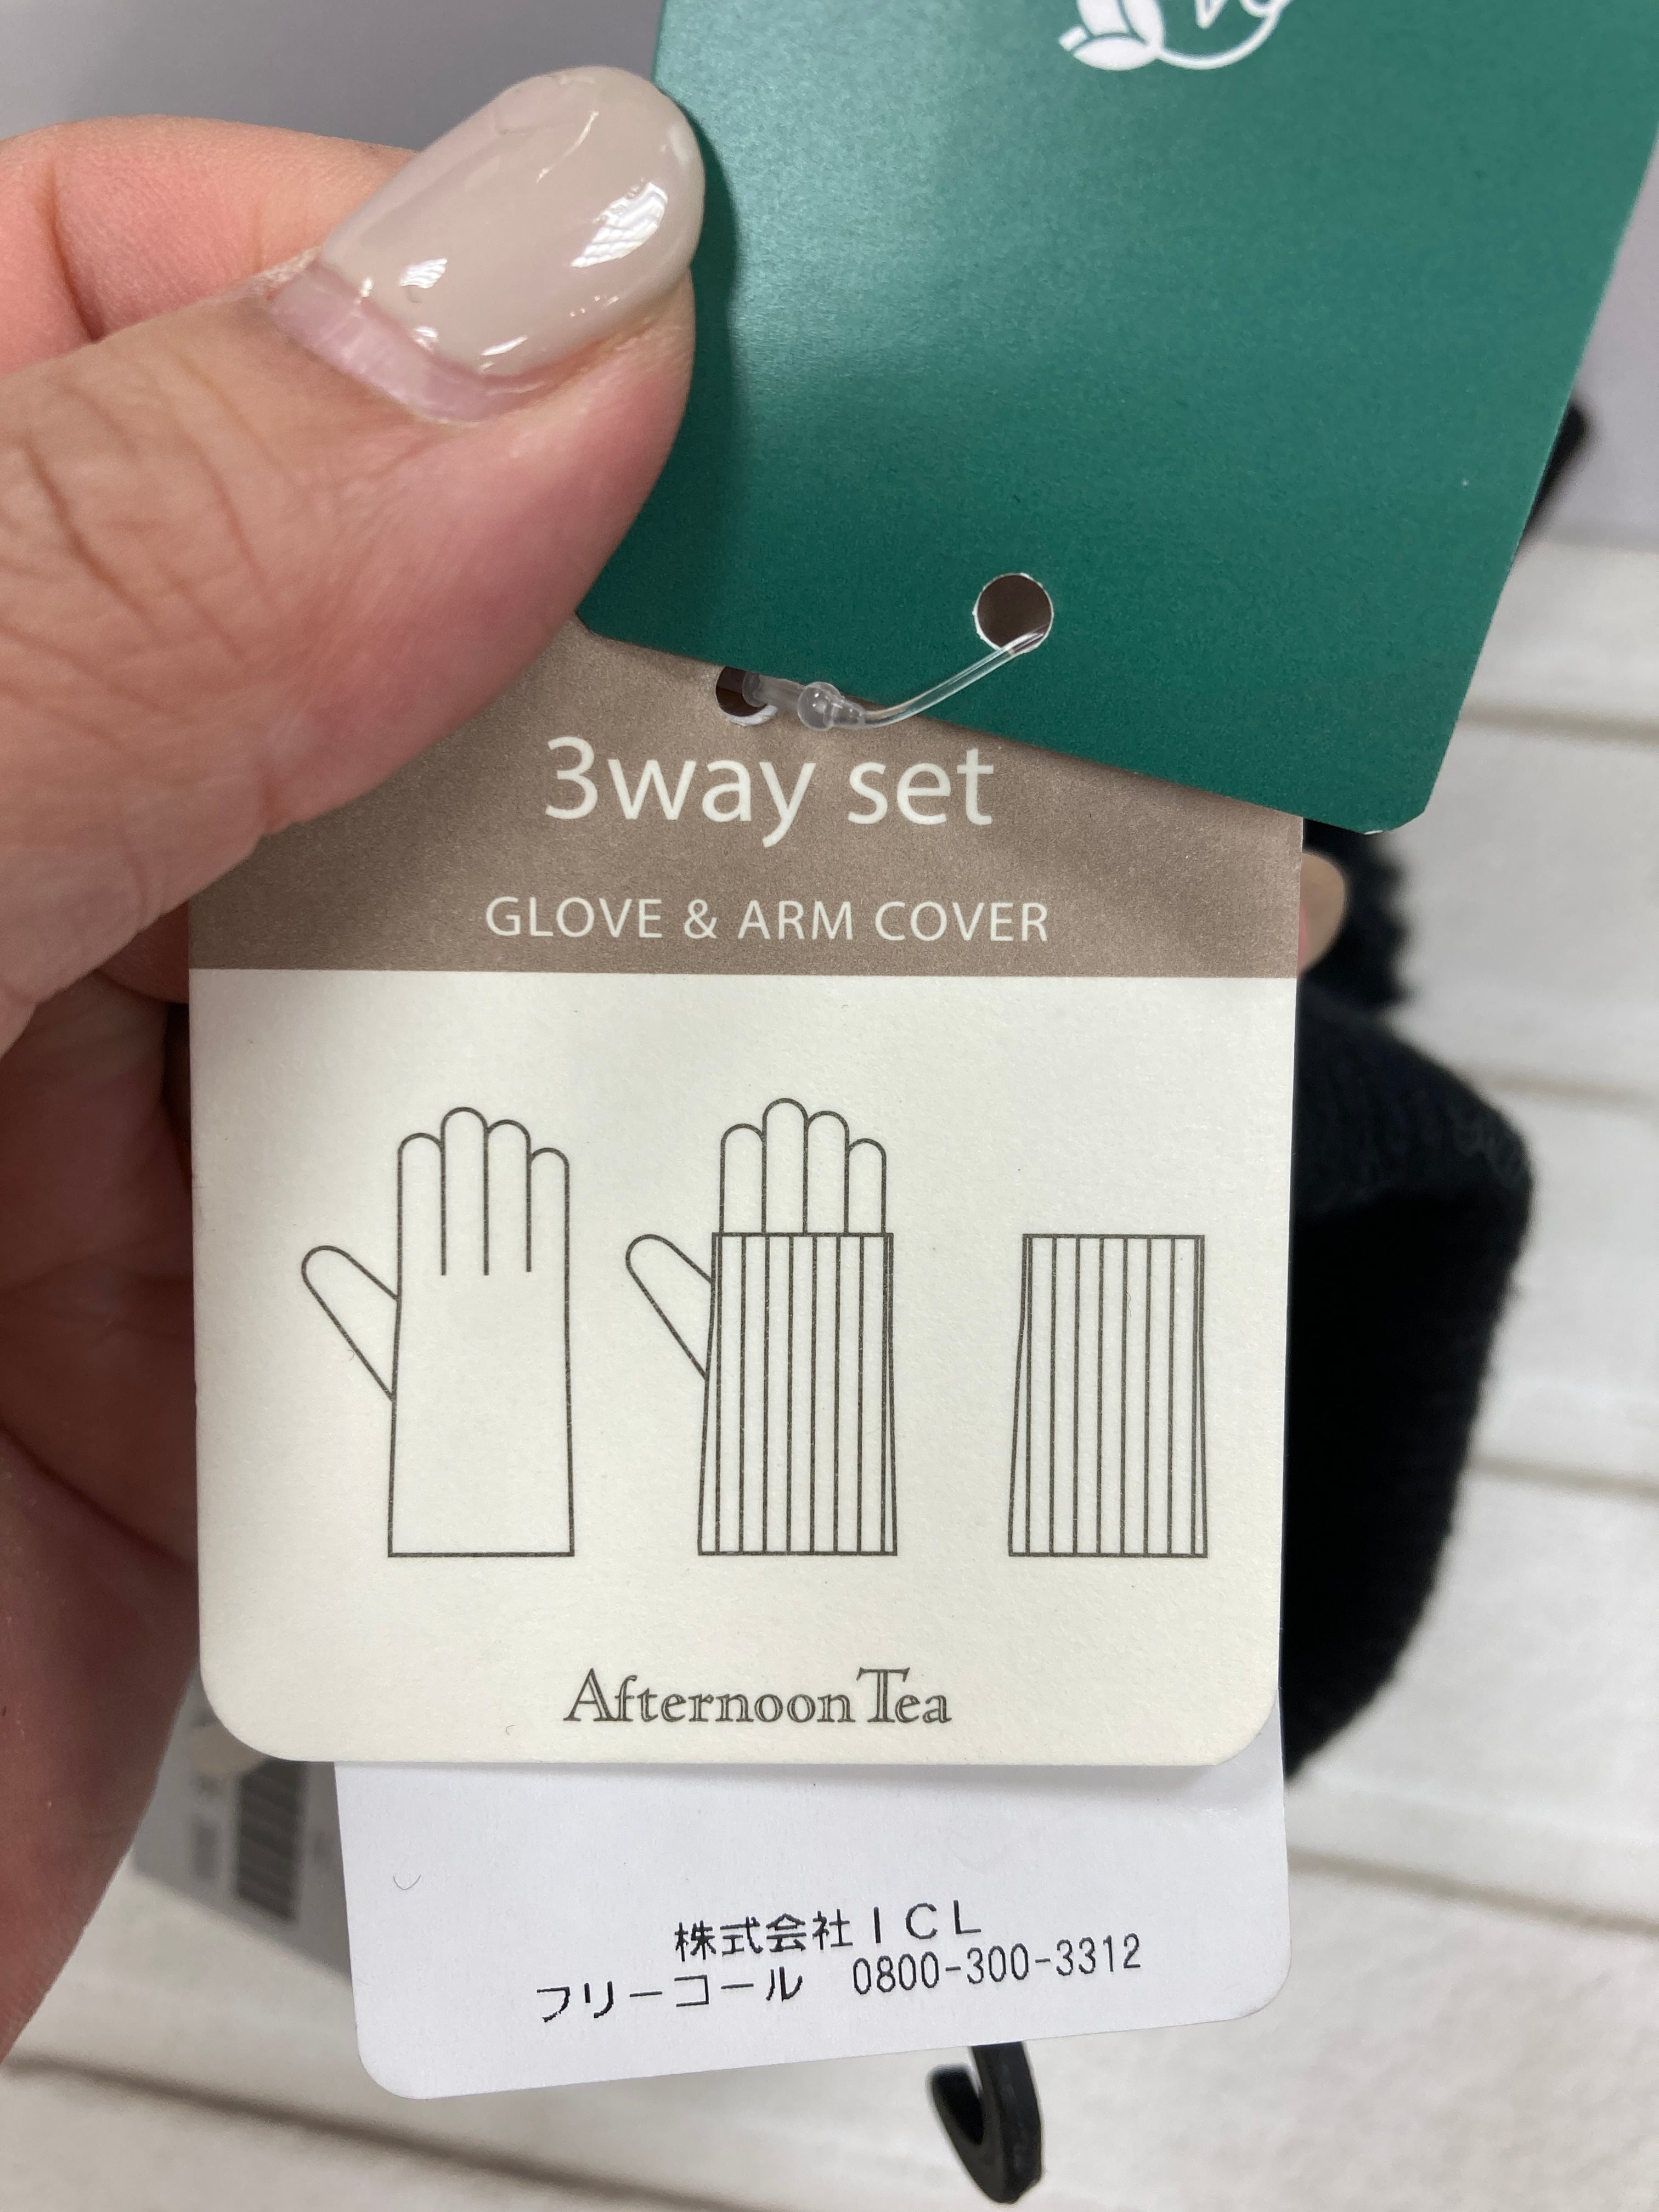 3way set
GLOVE & ARM COVER
Afternoon Tea
株式会社ICL
フリーコール 0800-300-3312